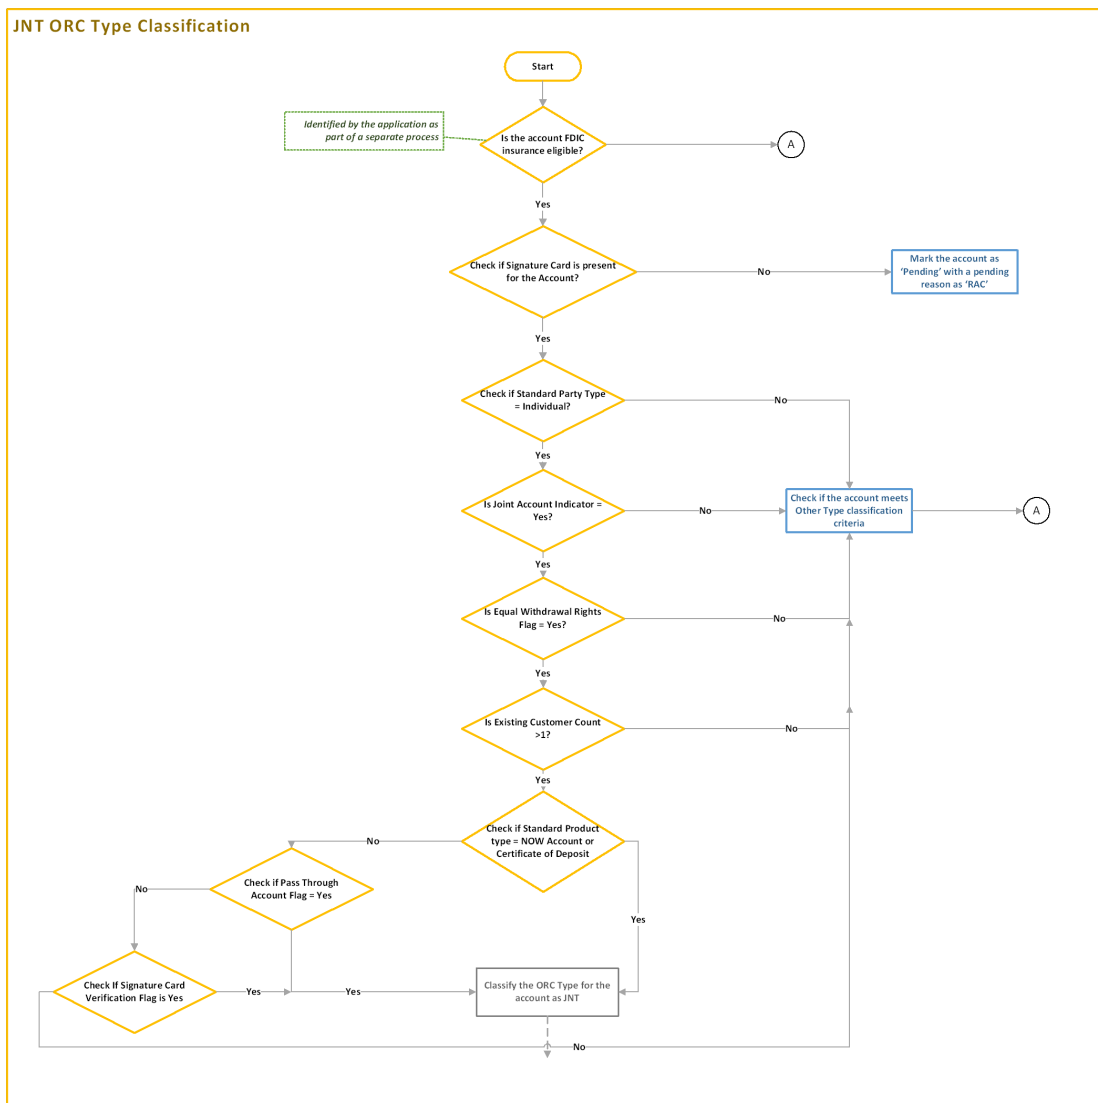 JNT ORC Type Classification
Start
Identified by the application as
part of a separate process
Is the account FDIC
insurance eligible?
A
Yes
Check if Signature Card is present
for the Account?
No
Mark the account as
‘Pending’ with a pending
reason as ‘RAC’
Yes
Check if Standard Party Type
= Individual?
No
Yes
Is Joint Account Indicator =
Yes?
No
Check if the account meets
Other Type classification
criteria
A
Yes
Is Equal Withdrawal Rights
Flag = Yes?
No
Yes
Is Existing Customer Count
>1?
No
Yes
Check if Standard Product
type = NOW Account or
Certificate of Deposit
No
Yes
Check if Pass Through
Account Flag = Yes
No
Check If Signature Card
Verification Flag is Yes
Yes
Yes
Classify the ORC Type for the
account as JNT
No